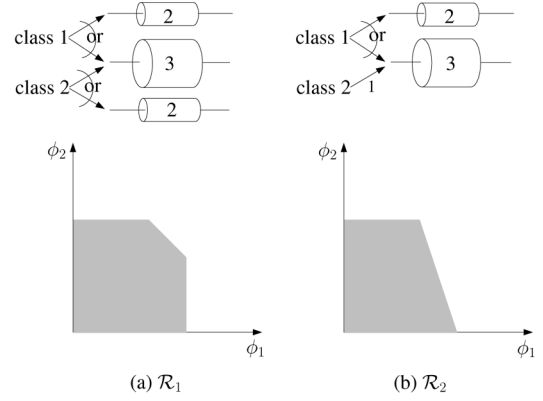 class 1 or 2
3
class 2 or
2
ϕ₂
ϕ₁
(a) ℛ₁
class 1 or 2
3
class 2 1
ϕ₂
ϕ₁
(b) ℛ₂